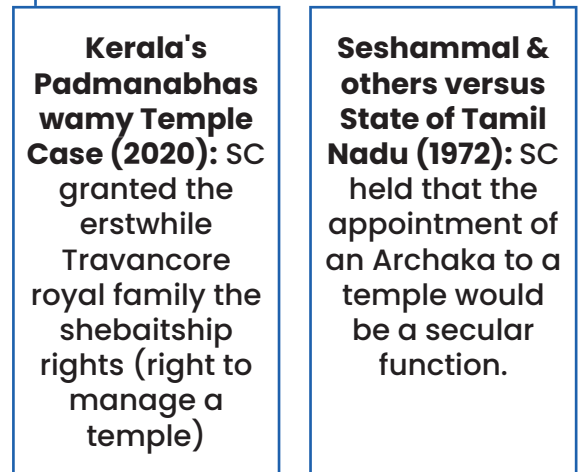 Kerala's
Padmanabhas
wamy Temple
Case (2020): SC
granted the
erstwhile
Travancore
royal family the
shebaitship
rights (right to
manage a
temple)
Seshammal &
others versus
State of Tamil
Nadu (1972): SC
held that the
appointment of
an Archaka to a
temple would
be a secular
function.